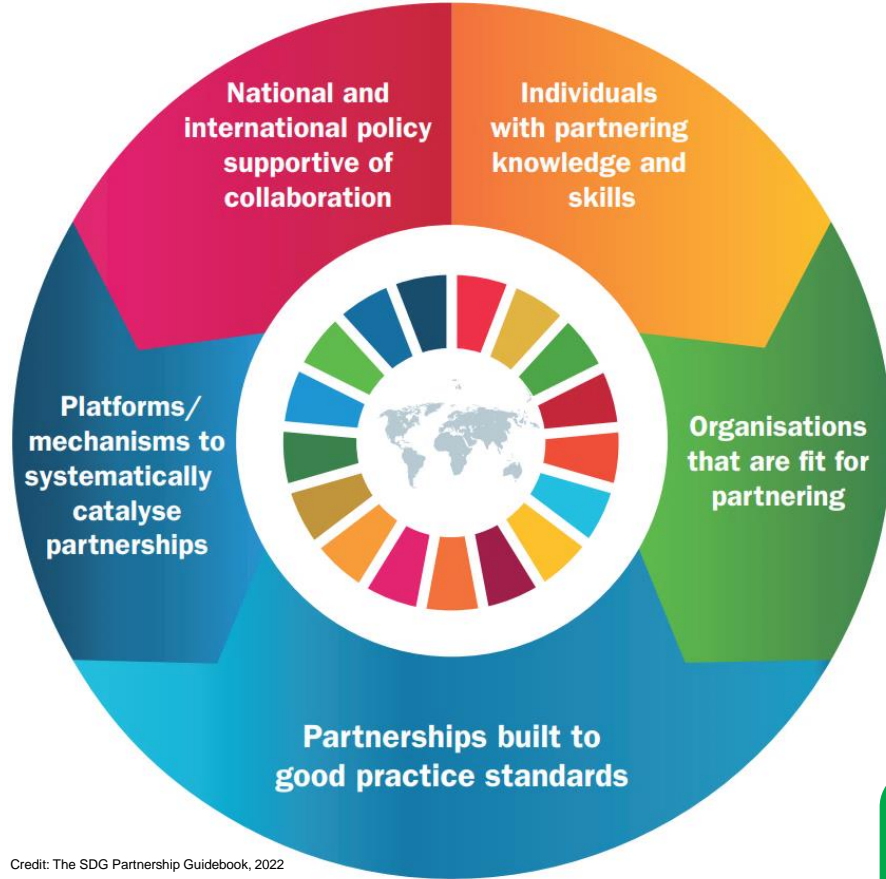 National and
international policy
supportive of
collaboration
Individuals
with partnering
knowledge and
skills
Platforms/
mechanisms to
systematically
catalyse
partnerships
Organisations
that are fit for
partnering
Partnerships built to
good practice standards
Credit: The SDG Partnership Guidebook, 2022